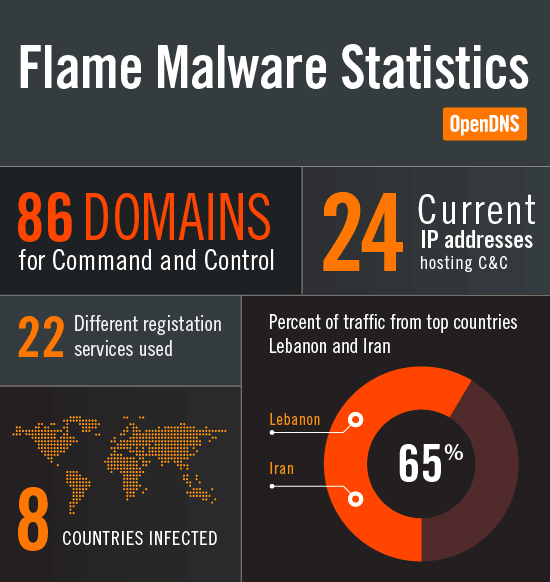 Flame Malware Statistics
OpenDNS
86 DOMAINS
for Command and Control
24
Current
IP addresses
hosting C&C
22
Different registation
services used
8
COUNTRIES INFECTED
Percent of traffic from top countries
Lebanon and Iran
Lebanon
Iran
65%